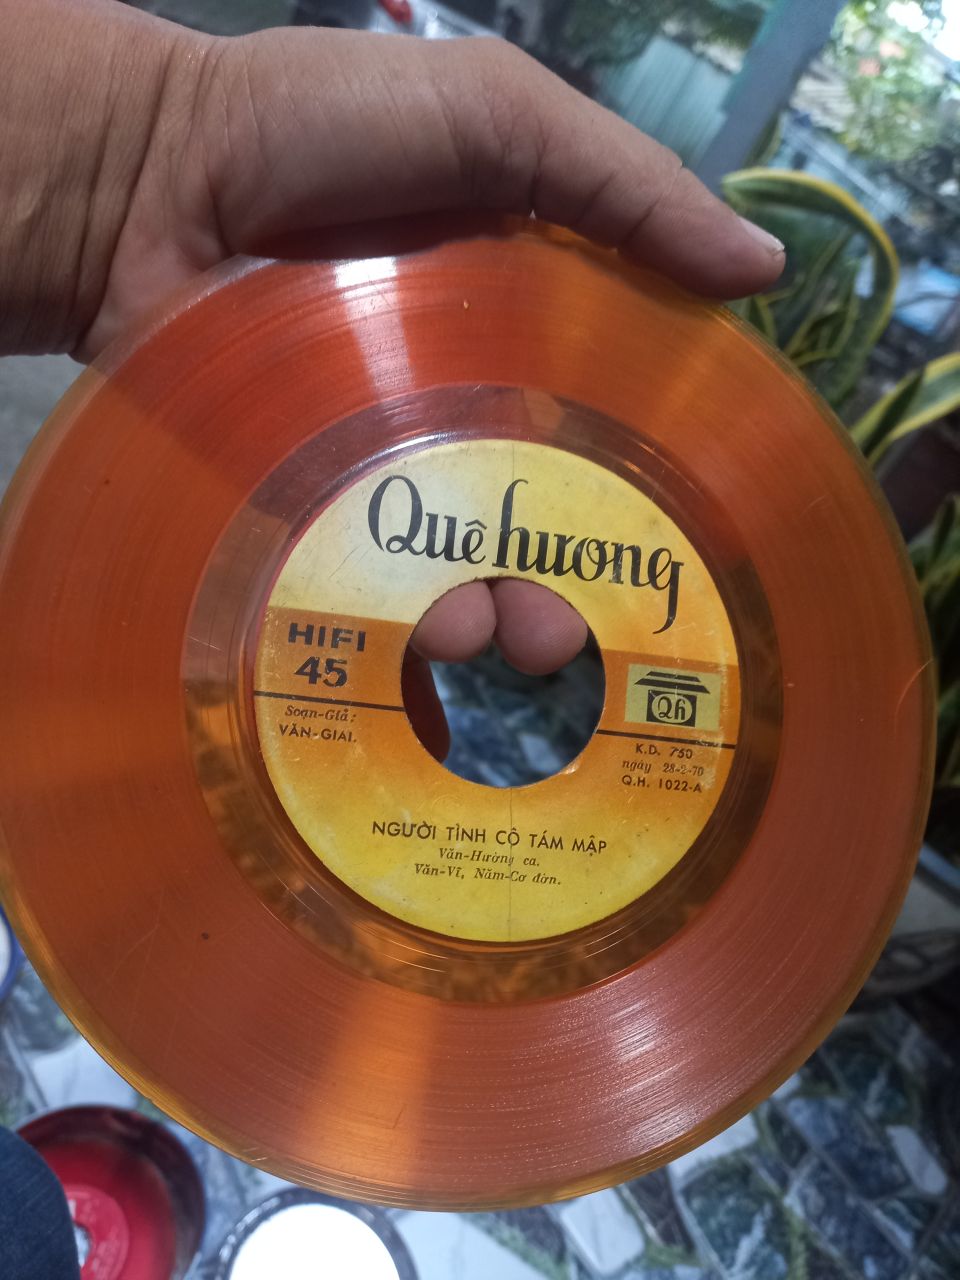 Quê hương
HIFI
45
Soạn-Giả:
VĂN-GIAI.
Qh
K.D. 750
ngày 28-2-70
Q.H. 1022-A
NGƯỜI TÌNH CÔ TÁM MẬP
Văn-Hường ca.
Văn-Vĩ, Năm-Cơ đờn.